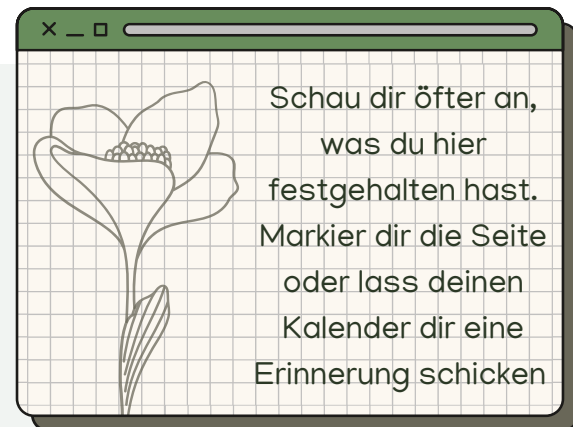 Schau dir öfter an,
was du hier
festgehalten hast.
Markier dir die Seite
oder lass deinen
Kalender dir eine
Erinnerung schicken